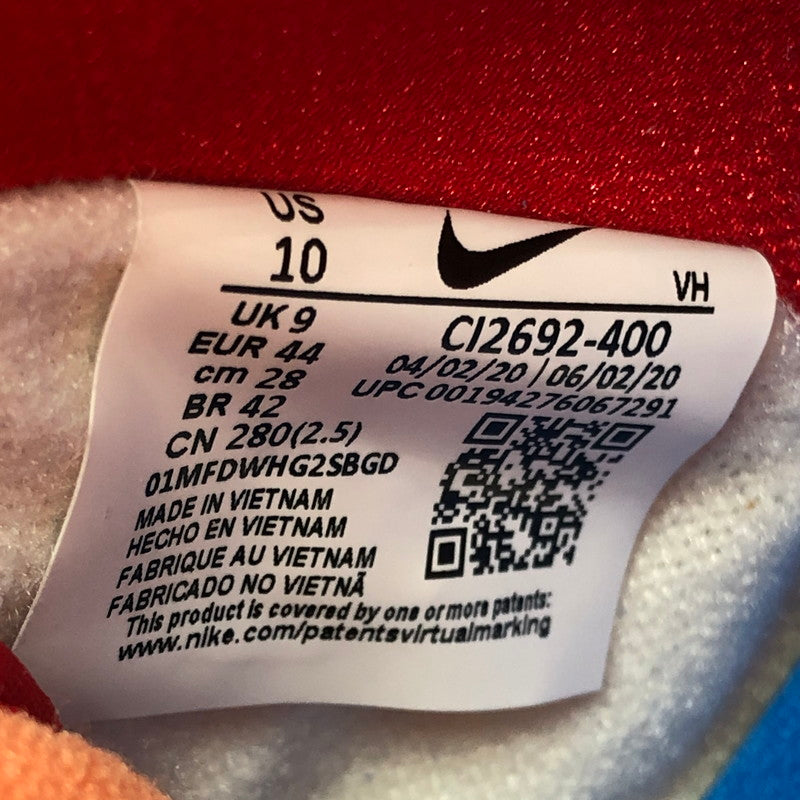 US
10
VH
UK 9
EUR 44
cm 28
BR 42
CN 280(2.5)
01MFDWHG2SBGD
CI2692-400
04/02/20 | 06/02/20
UPC 00194276067291
MADE IN VIETNAM
HECHO EN VIETNAM
FABRIQUE AU VIETNAM
FABRICADO NO VIETNÃ
This product is covered by one or more patents:
www.nike.com/patentsvirtualmarking